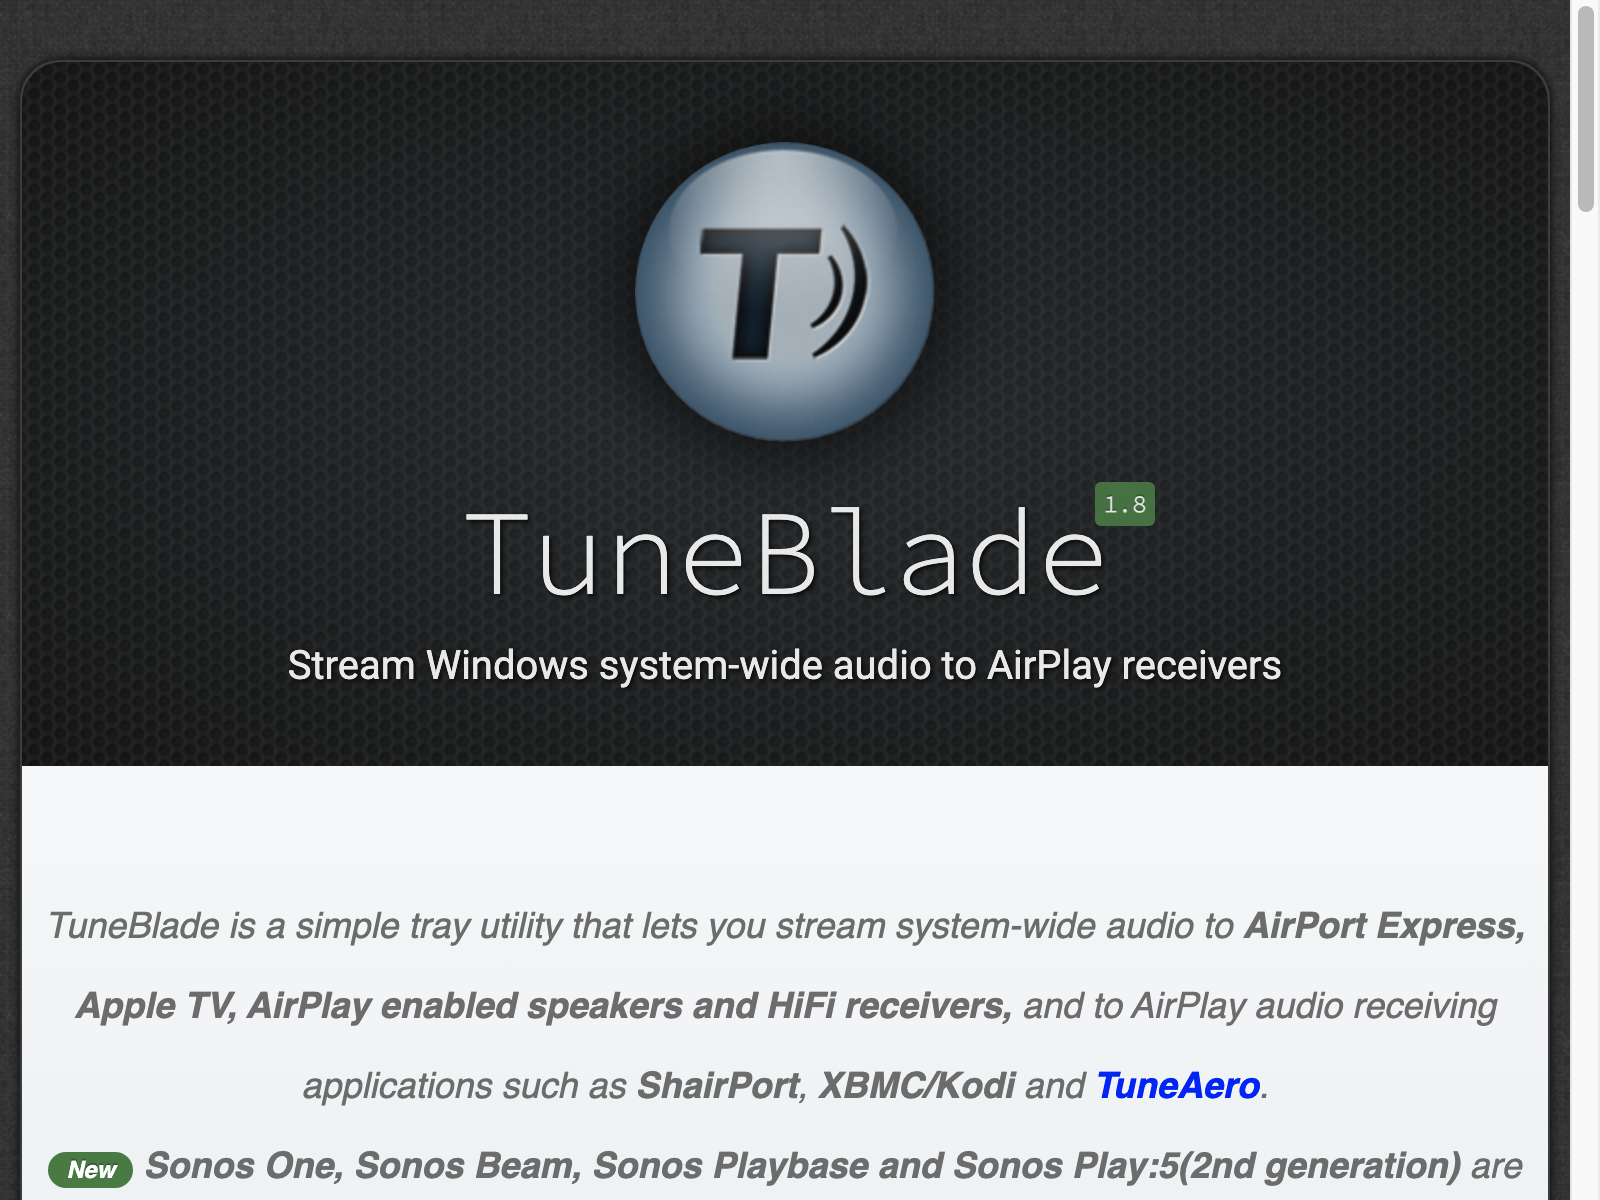 T
1.8
TuneBlade
Stream Windows system-wide audio to AirPlay receivers
TuneBlade is a simple tray utility that lets you stream system-wide audio to AirPort Express,
Apple TV, AirPlay enabled speakers and HiFi receivers, and to AirPlay audio receiving
applications such as ShairPort, XBMC/Kodi and TuneAero.
New Sonos One, Sonos Beam, Sonos Playbase and Sonos Play:5(2nd generation) are